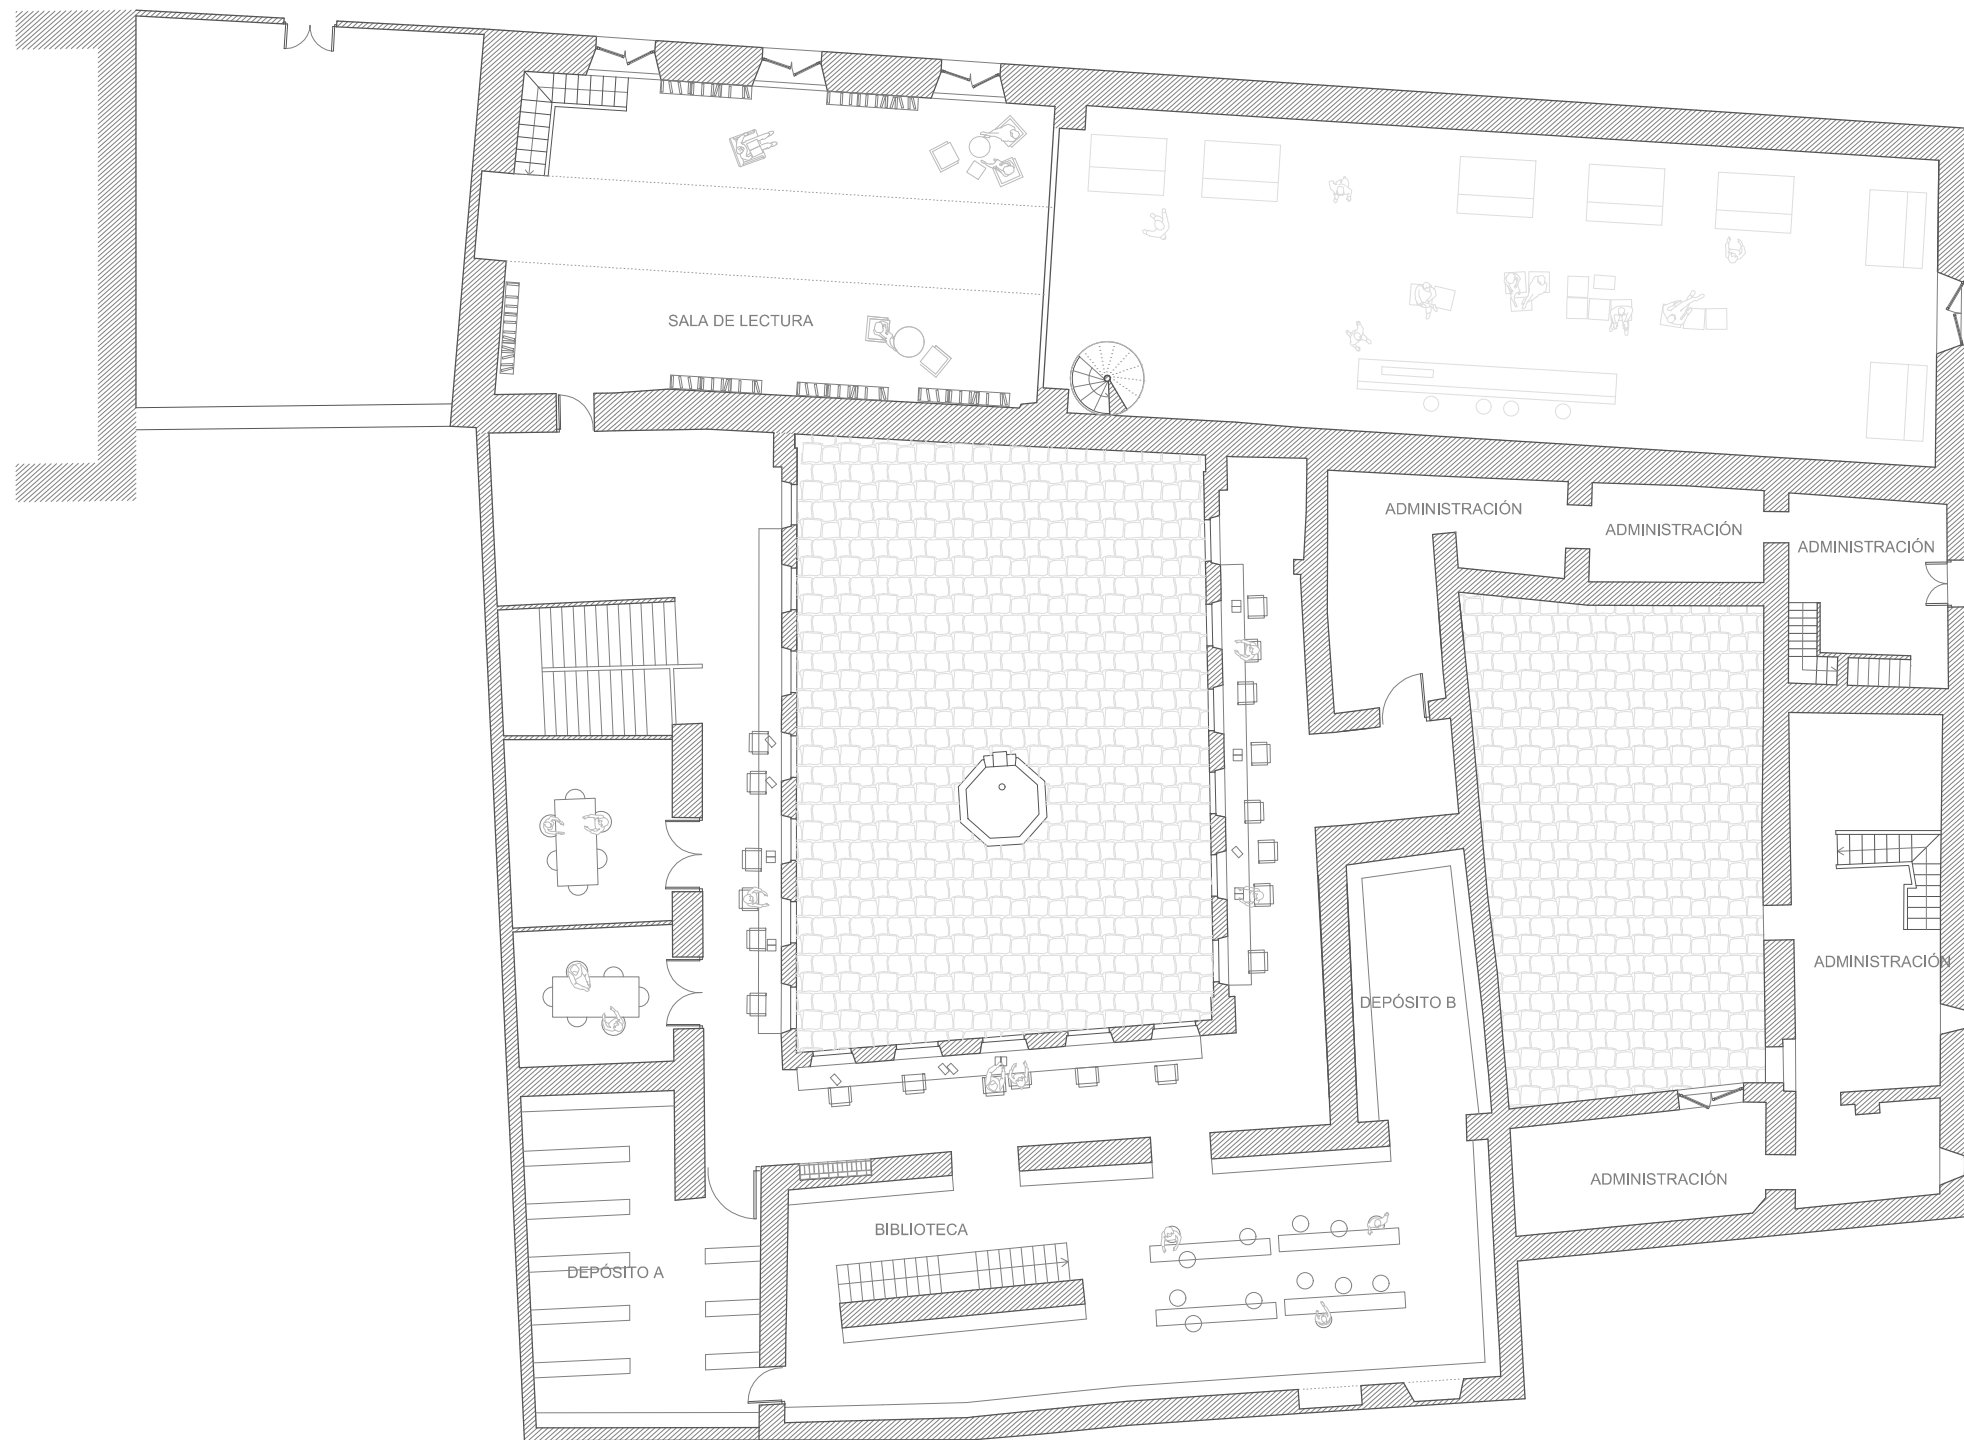 SALA DE LECTURA
ADMINISTRACIÓN
ADMINISTRACIÓN
ADMINISTRACIÓN
ADMINISTRACIÓN
DEPÓSITO B
ADMINISTRACIÓN
BIBLIOTECA
DEPÓSITO A